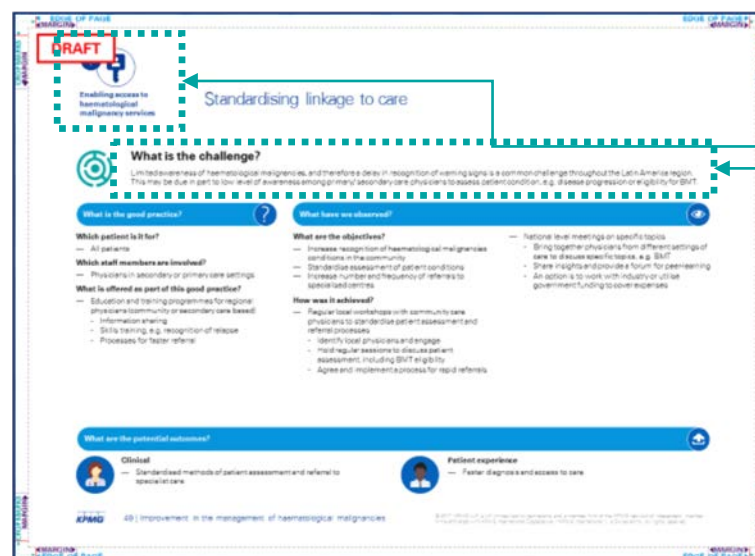 EDGE OF PAGE
EDGE OF PAGE
MARGIN
MARGIN
MARGIN
DRAFT
Enabling access to
haematological
malignancy services
Standardising linkage to care
What is the challenge?
Limited awareness of haematological malignancies, and therefore a delay in recognition of warning signs is a common challenge throughout the Latin America region.
This may be due in part to low level of awareness among primary/secondary care physicians to assess patient condition, e.g. disease progression or eligibility for BMT.
What is the good practice?
?
What have we observed?
Which patient is it for?
— All patients
Which staff members are involved?
— Physicians in secondary or primary care settings
What is offered as part of this good practice?
— Education and training programmes for regional
physicians (community or secondary care based)
- Information sharing
- Skills training, e.g. recognition of relapse
- Processes for faster referral
What are the objectives?
— Increase recognition of haematological malignancies
conditions in the community
— Standardise assessment of patient conditions
— Increase number and frequency of referrals to
specialised centres
How was it achieved?
— Regular local workshops with community care
physicians to standardise patient assessment and
referral processes
- Identify local physicians and engage
- Hold regular sessions to discuss patient
assessment, including BMT eligibility
- Agree and implement a process for rapid referrals
— National level meetings on specific topics
- Bring together physicians from different settings of
care to discuss specific topics, e.g. BMT
- Share insights and provide a forum for peer learning
- An option is to work with industry or utilise
government funding to cover expenses
What are the potential outcomes?
Clinical
— Standardised methods of patient assessment and referral to
specialist care
Patient experience
— Faster diagnosis and access to care
KPMG
49 | Improvement in the management of haematological malignancies
MARGIN
MARGIN
MARGIN
EDGE OF PAGE
EDGE OF PAGE